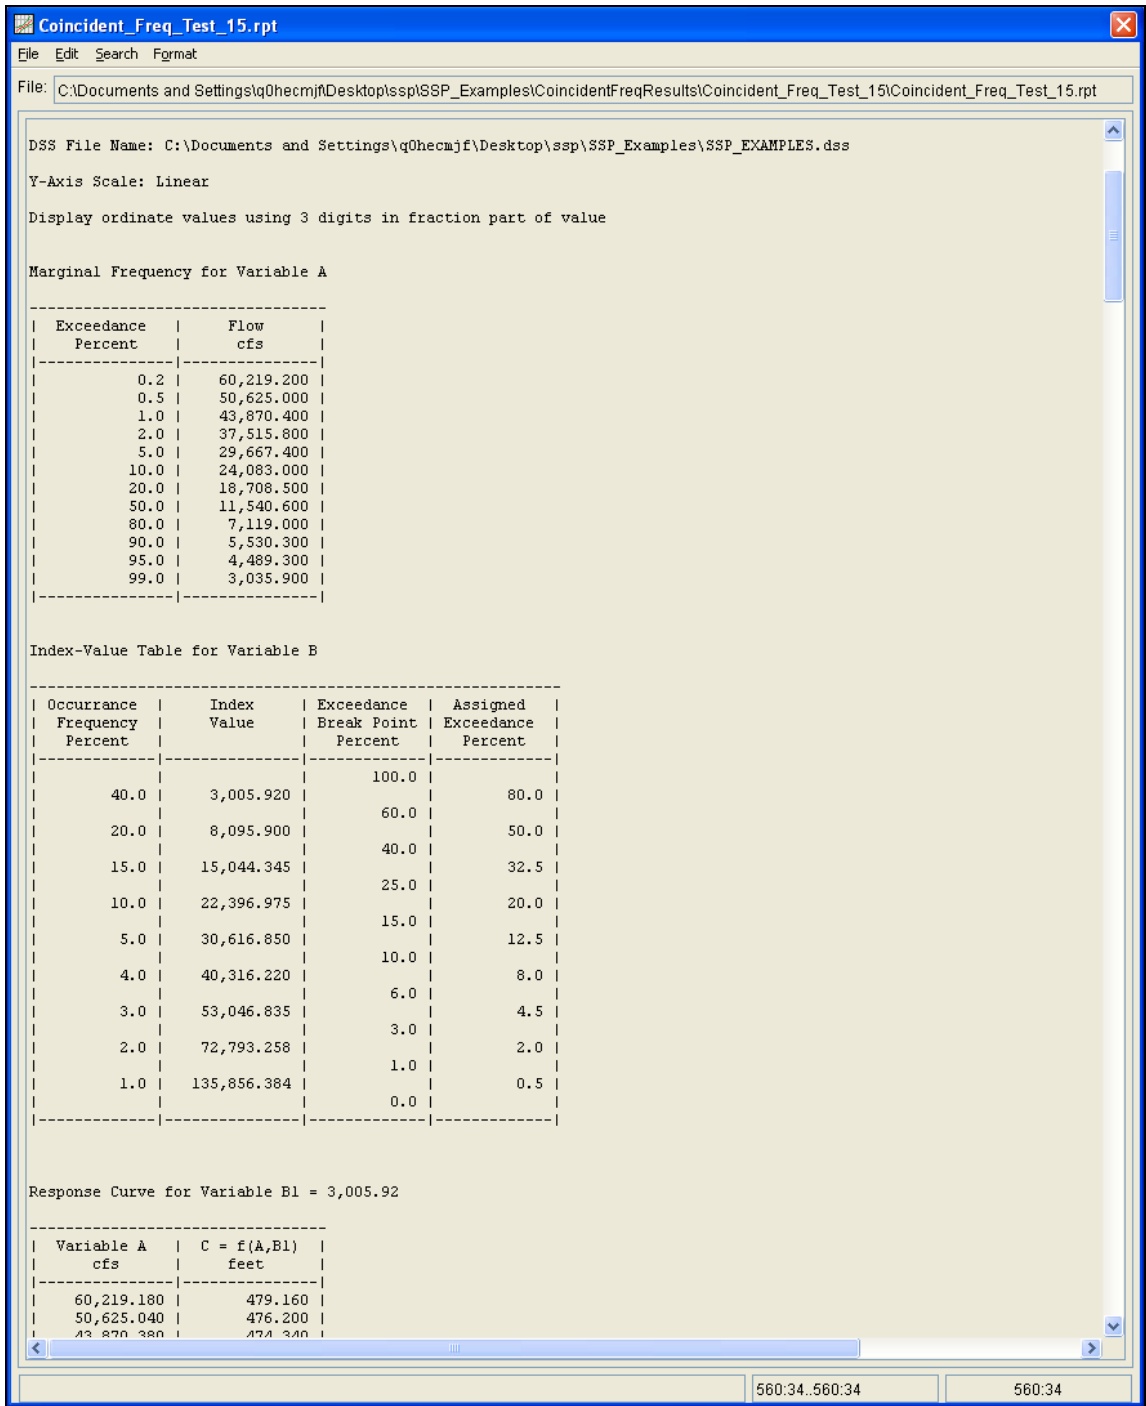 Coincident_Freq_Test_15.rpt
File Edit Search Format
File: C:\Documents and Settings\q0hecmjf\Desktop\ssp\SSP_Examples\CoincidentFreqResults\Coincident_Freq_Test_15\Coincident_Freq_Test_15.rpt
DSS File Name: C:\Documents and Settings\q0hecmjf\Desktop\ssp\SSP_Examples\SSP_EXAMPLES.dss
Y-Axis Scale: Linear
Display ordinate values using 3 digits in fraction part of value
Marginal Frequency for Variable A
---------------------------------
| Exceedance | Flow |
| Percent | cfs |
|---------------|---------------|
| 0.2 | 60,219.200 |
| 0.5 | 50,625.000 |
| 1.0 | 43,870.400 |
| 2.0 | 37,515.800 |
| 5.0 | 29,667.400 |
| 10.0 | 24,083.000 |
| 20.0 | 18,708.500 |
| 50.0 | 11,540.600 |
| 80.0 | 7,119.000 |
| 90.0 | 5,530.300 |
| 95.0 | 4,489.300 |
| 99.0 | 3,035.900 |
|---------------|---------------|
Index-Value Table for Variable B
-----------------------------------------------------------
| Occurrance | Index | Exceedance | Assigned |
| Frequency | Value | Break Point | Exceedance |
| Percent | | Percent | Percent |
|-------------|---------------|-------------|-------------|
| | | 100.0 | |
| 40.0 | 3,005.920 | | 80.0 |
| | | 60.0 | |
| 20.0 | 8,095.900 | | 50.0 |
| | | 40.0 | |
| 15.0 | 15,044.345 | | 32.5 |
| | | 25.0 | |
| 10.0 | 22,396.975 | | 20.0 |
| | | 15.0 | |
| 5.0 | 30,616.850 | | 12.5 |
| | | 10.0 | |
| 4.0 | 40,316.220 | | 8.0 |
| | | 6.0 | |
| 3.0 | 53,046.835 | | 4.5 |
| | | 3.0 | |
| 2.0 | 72,793.258 | | 2.0 |
| | | 1.0 | |
| 1.0 | 135,856.384 | | 0.5 |
| | | 0.0 | |
|-------------|---------------|-------------|-------------|
Response Curve for Variable B1 = 3,005.92
---------------------------------
| Variable A | C = f(A,B1) |
| cfs | feet |
|---------------|---------------|
| 60,219.180 | 479.160 |
| 50,625.040 | 476.200 |
| 43,870.380 | 474.340 |
560:34..560:34
560:34